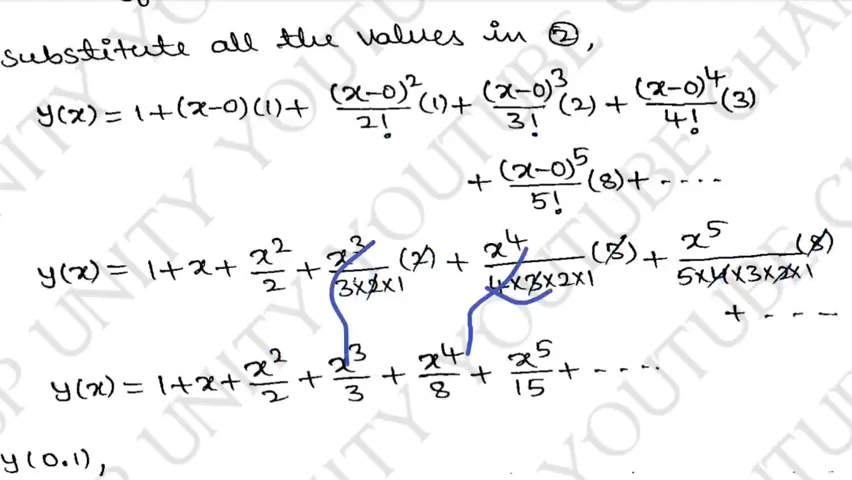 substitute all the values in ②,
y(x) = 1+(x-0)(1)+ (x-0)²/2! (1)+ (x-0)³/3! (2) + (x-0)⁴/4! (3)
+ (x-0)⁵/5! (8)+ ....
y(x) = 1+x+ x²/2 + x³/(3×2×1) (2) + x⁴/(4×3×2×1) (3) + x⁵/(5×4×3×2×1) (8)
+ - - - -
y(x) = 1+x+ x²/2 + x³/3 + x⁴/8 + x⁵/15 + - - - -
y(0.1),